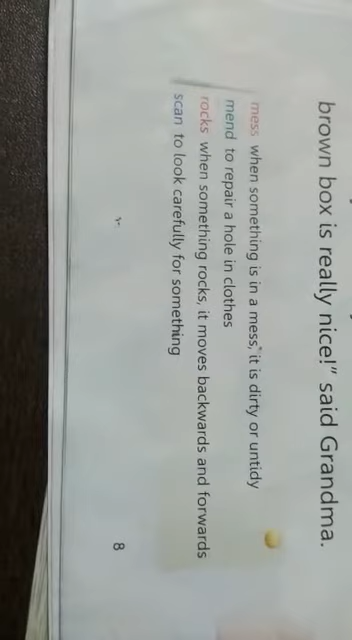 brown box is really nice!” said Grandma.
mess when something is in a mess, it is dirty or untidy
mend to repair a hole in clothes
rocks when something rocks, it moves backwards and forwards
scan to look carefully for something
8